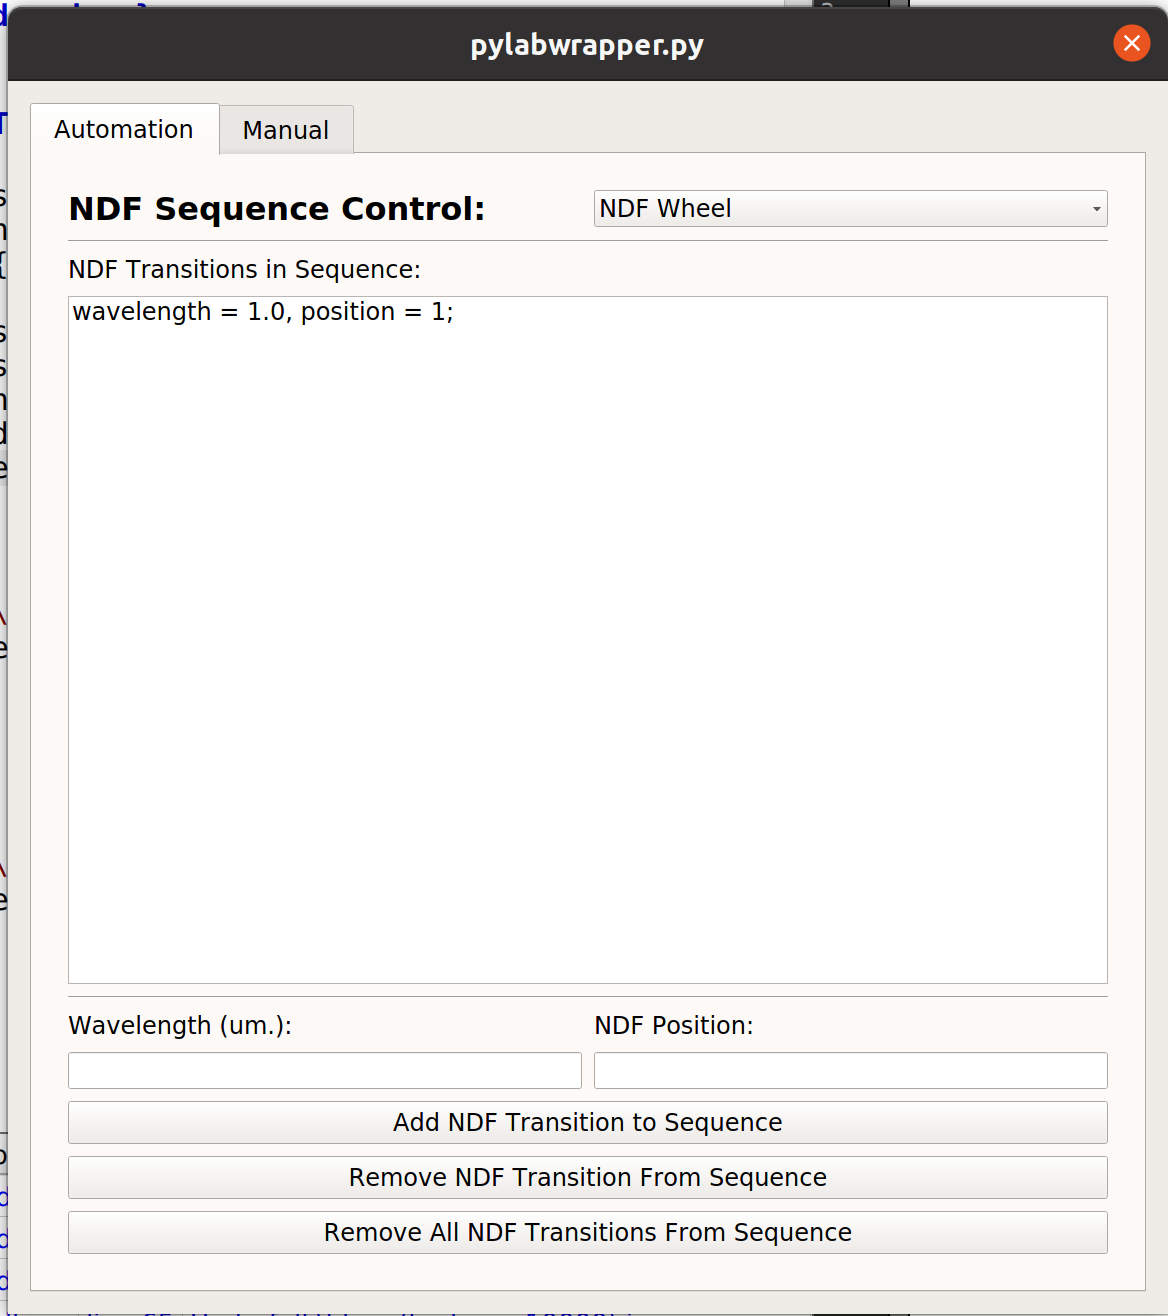 pylabwrapper.py
Automation
Manual
NDF Sequence Control:
NDF Wheel
NDF Transitions in Sequence:
wavelength = 1.0, position = 1;
Wavelength (um.):
NDF Position:
Add NDF Transition to Sequence
Remove NDF Transition From Sequence
Remove All NDF Transitions From Sequence